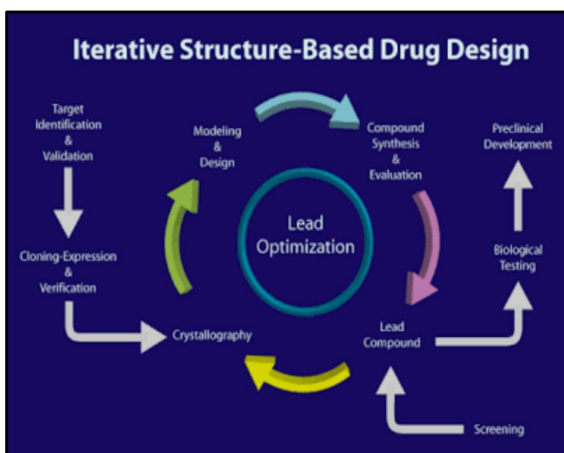 Iterative Structure-Based Drug Design
Target
Identification
&
Validation
Modeling
&
Design
Compound
Synthesis
&
Evaluation
Preclinical
Development
Lead
Optimization
Cloning-Expression
&
Verification
Biological
Testing
Crystallography
Lead
Compound
Screening